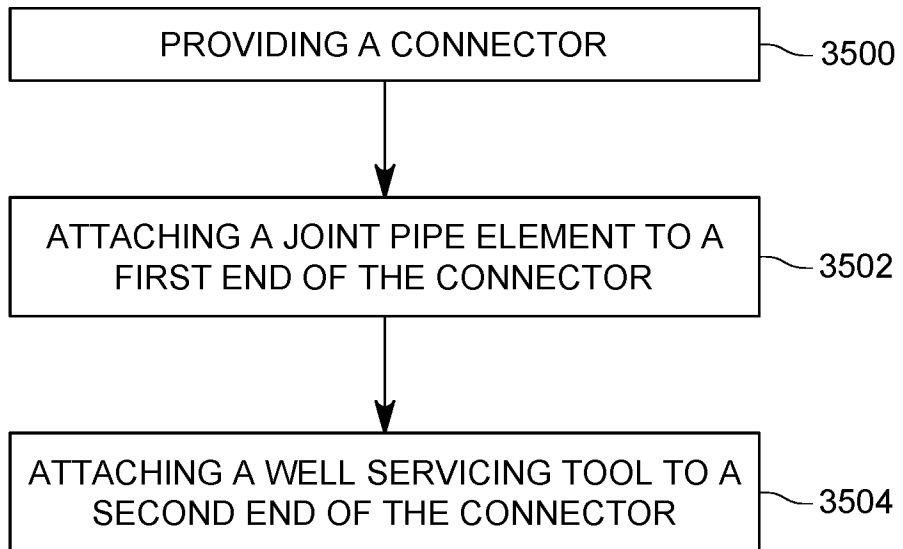 PROVIDING A CONNECTOR
3500
ATTACHING A JOINT PIPE ELEMENT TO A
FIRST END OF THE CONNECTOR
3502
ATTACHING A WELL SERVICING TOOL TO A
SECOND END OF THE CONNECTOR
3504